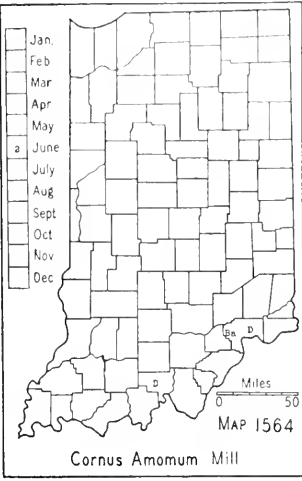 Jan.
Feb
Mar
Apr
May
a June
July
Aug
Sept
Oct
Nov
Dec
Ba D
D
Miles
0 50
MAP 1564
Cornus Amomum Mill